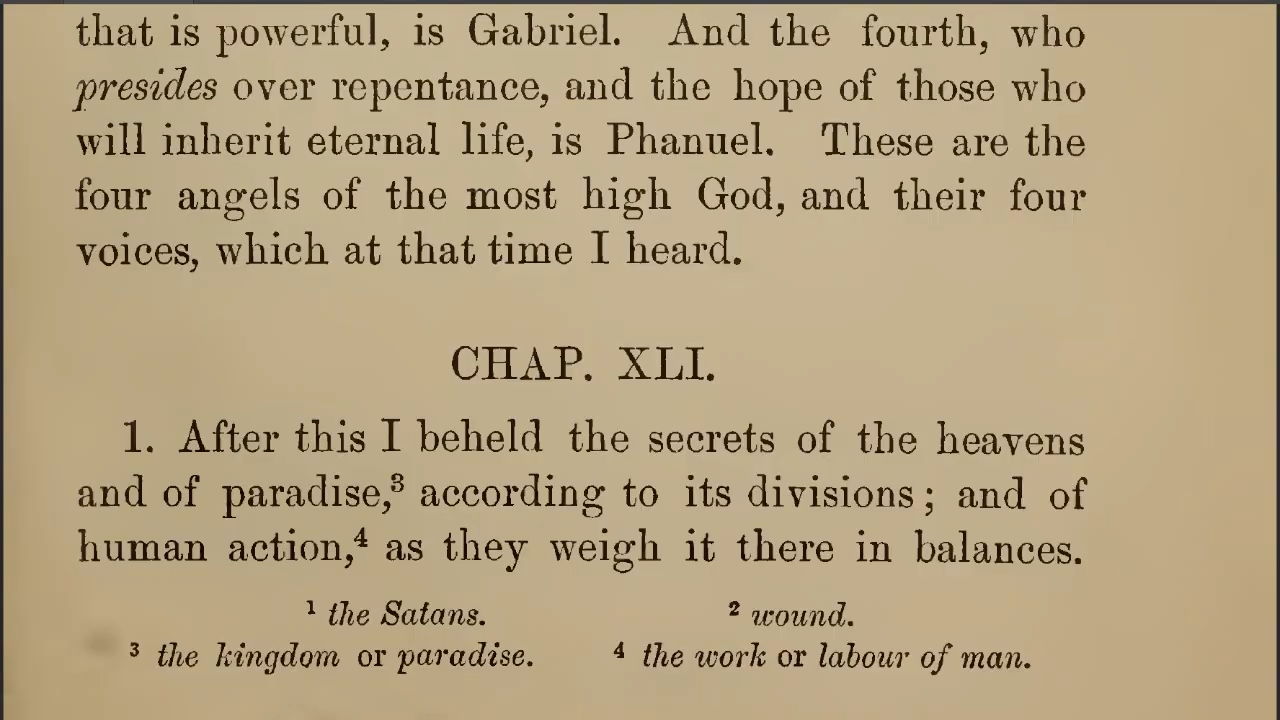 that is powerful, is Gabriel. And the fourth, who
presides over repentance, and the hope of those who
will inherit eternal life, is Phanuel. These are the
four angels of the most high God, and their four
voices, which at that time I heard.
CHAP. XLI.
1. After this I beheld the secrets of the heavens
and of paradise,³ according to its divisions; and of
human action,⁴ as they weigh it there in balances.
¹ the Satans. ² wound.
³ the kingdom or paradise. ⁴ the work or labour of man.